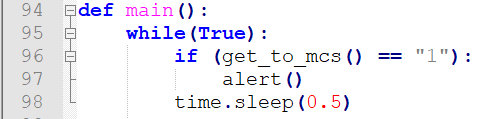 94 def main():
95 while(True):
96 if (get_to_mcs() == "1"):
97 alert()
98 time.sleep(0.5)